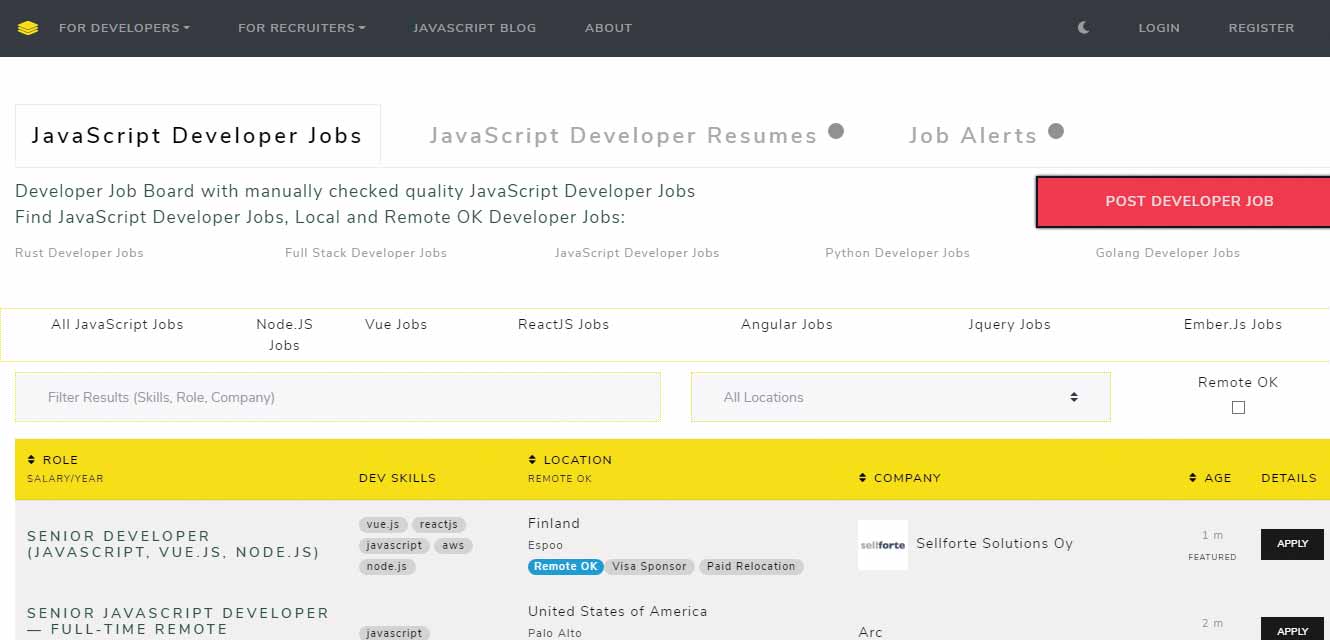 FOR DEVELOPERS
FOR RECRUITERS
JAVASCRIPT BLOG
ABOUT
LOGIN
REGISTER
JavaScript Developer Jobs
JavaScript Developer Resumes
Job Alerts
Developer Job Board with manually checked quality JavaScript Developer Jobs
Find JavaScript Developer Jobs, Local and Remote OK Developer Jobs:
POST DEVELOPER JOB
Rust Developer Jobs
Full Stack Developer Jobs
JavaScript Developer Jobs
Python Developer Jobs
Golang Developer Jobs
All JavaScript Jobs
Node.JS
Jobs
Vue Jobs
ReactJS Jobs
Angular Jobs
Jquery Jobs
Ember.Js Jobs
Filter Results (Skills, Role, Company)
All Locations
Remote OK
ROLE
SALARY/YEAR
DEV SKILLS
LOCATION
REMOTE OK
COMPANY
AGE
DETAILS
SENIOR DEVELOPER
(JAVASCRIPT, VUE.JS, NODE.JS)
vue.js reactjs
javascript aws
node.js
Finland
Espoo
Remote OK Visa Sponsor Paid Relocation
sellforte
Sellforte Solutions Oy
1 m
FEATURED
APPLY
SENIOR JAVASCRIPT DEVELOPER
— FULL-TIME REMOTE
javascript
United States of America
Palo Alto
Arc
2 m
APPLY